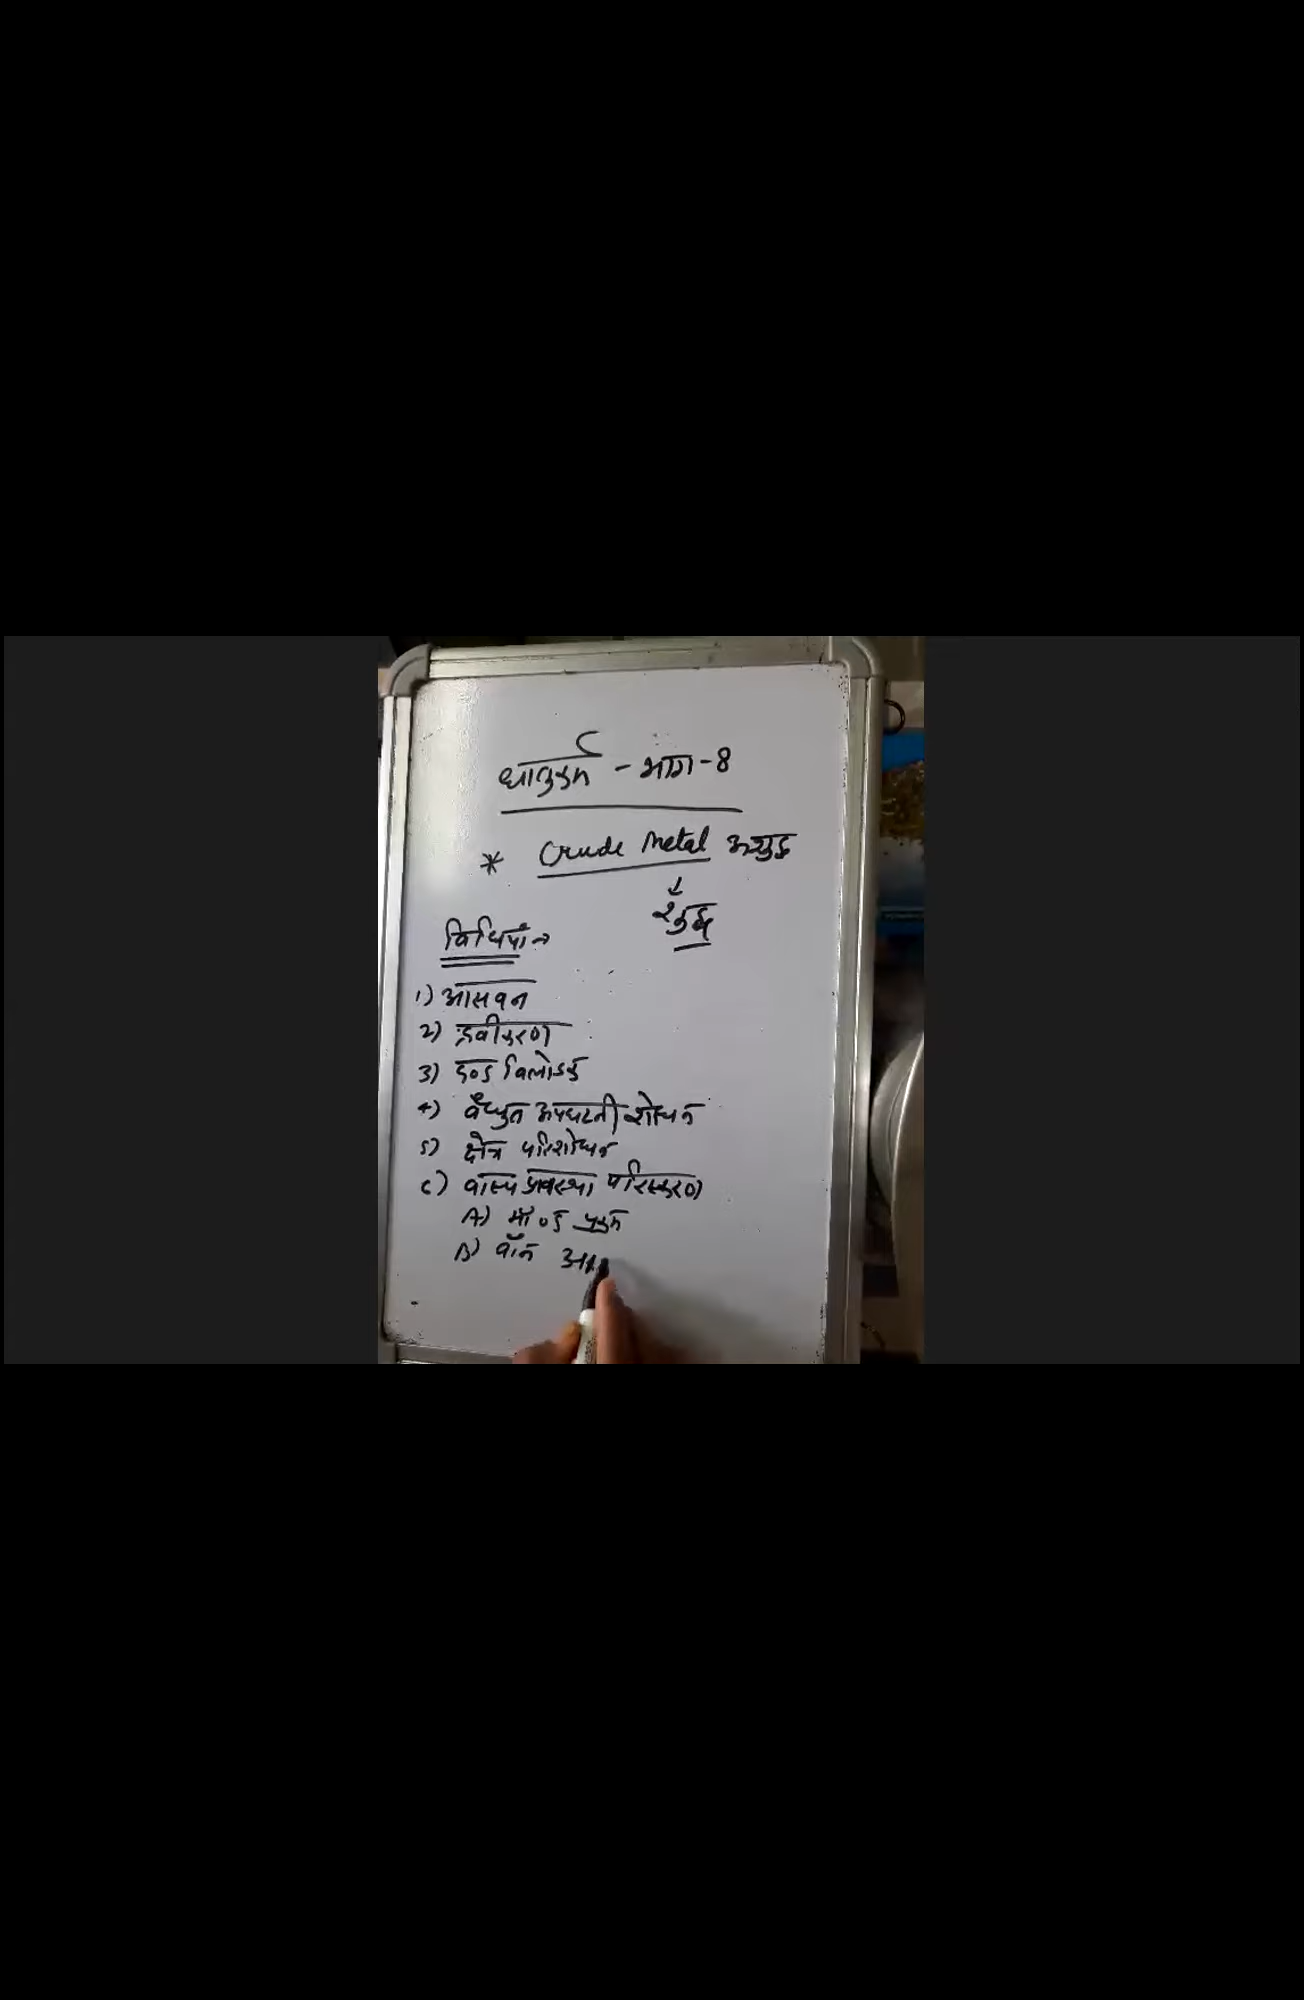 धातुकर्म - भाग - 8
* Crude Metal अशुद्ध
↓
शुद्ध
विधियाँ →
1) आसवन
2) द्रवीकरण
3) दण्ड विलोडन
4) वैद्युत अपघटनी शोधन
5) क्षेत्र परिशोधन
6) वाष्प अवस्था परिष्करण
A) मॉण्ड प्रक्रम
B) वॉन